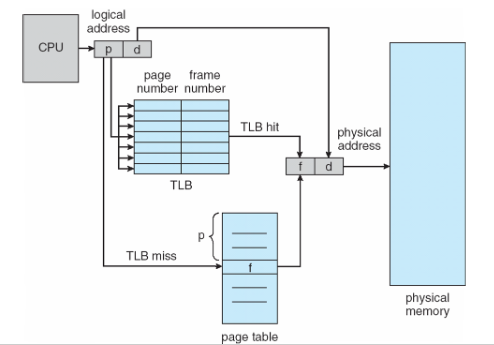 logical
address
CPU
p d
page frame
number number
TLB hit
physical
address
f d
TLB
p
TLB miss
f
physical
memory
page table